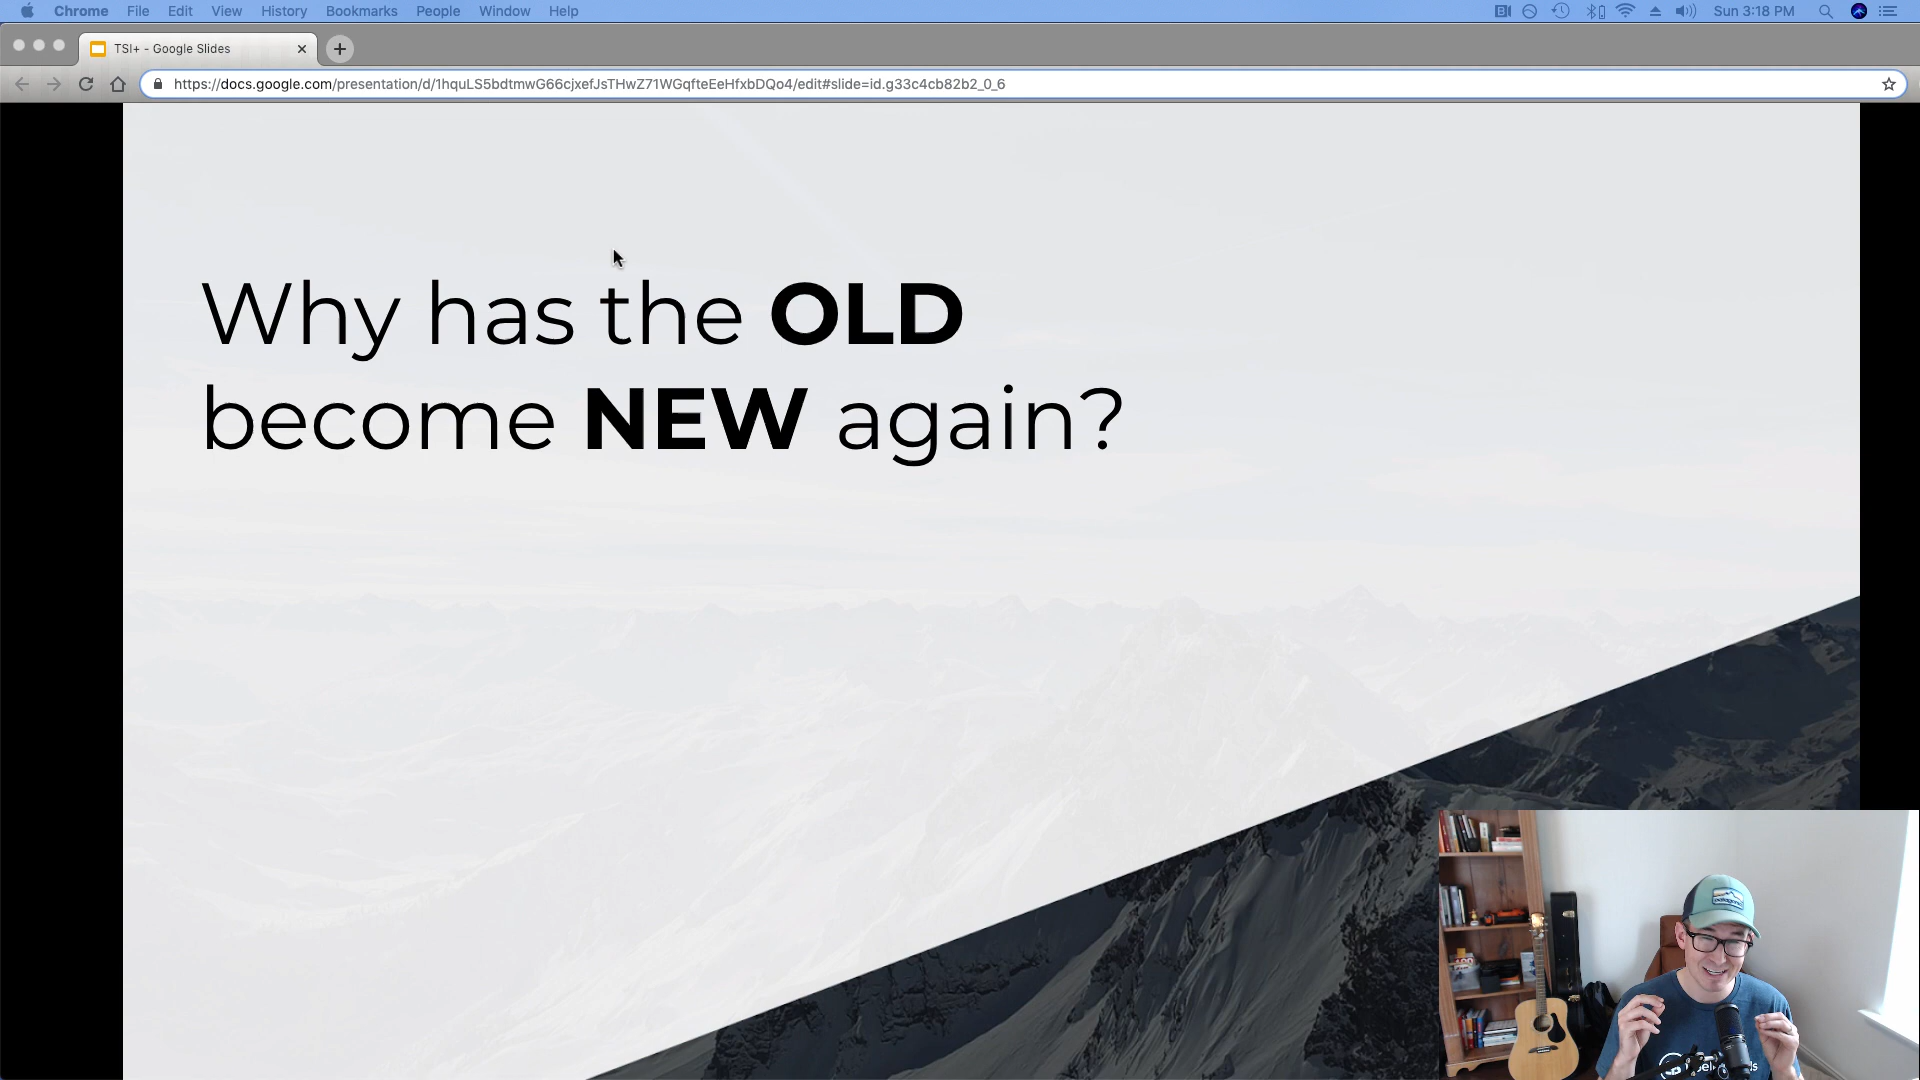 Chrome File Edit View History Bookmarks People Window Help
Sun 3:18 PM
TSI+ - Google Slides
https://docs.google.com/presentation/d/1hquLS5bdtmwG66cjxefJsTHwZ71WGqfteEeHfxbDQo4/edit#slide=id.g33c4cb82b2_0_6
Why has the OLD
become NEW again?
patagonia